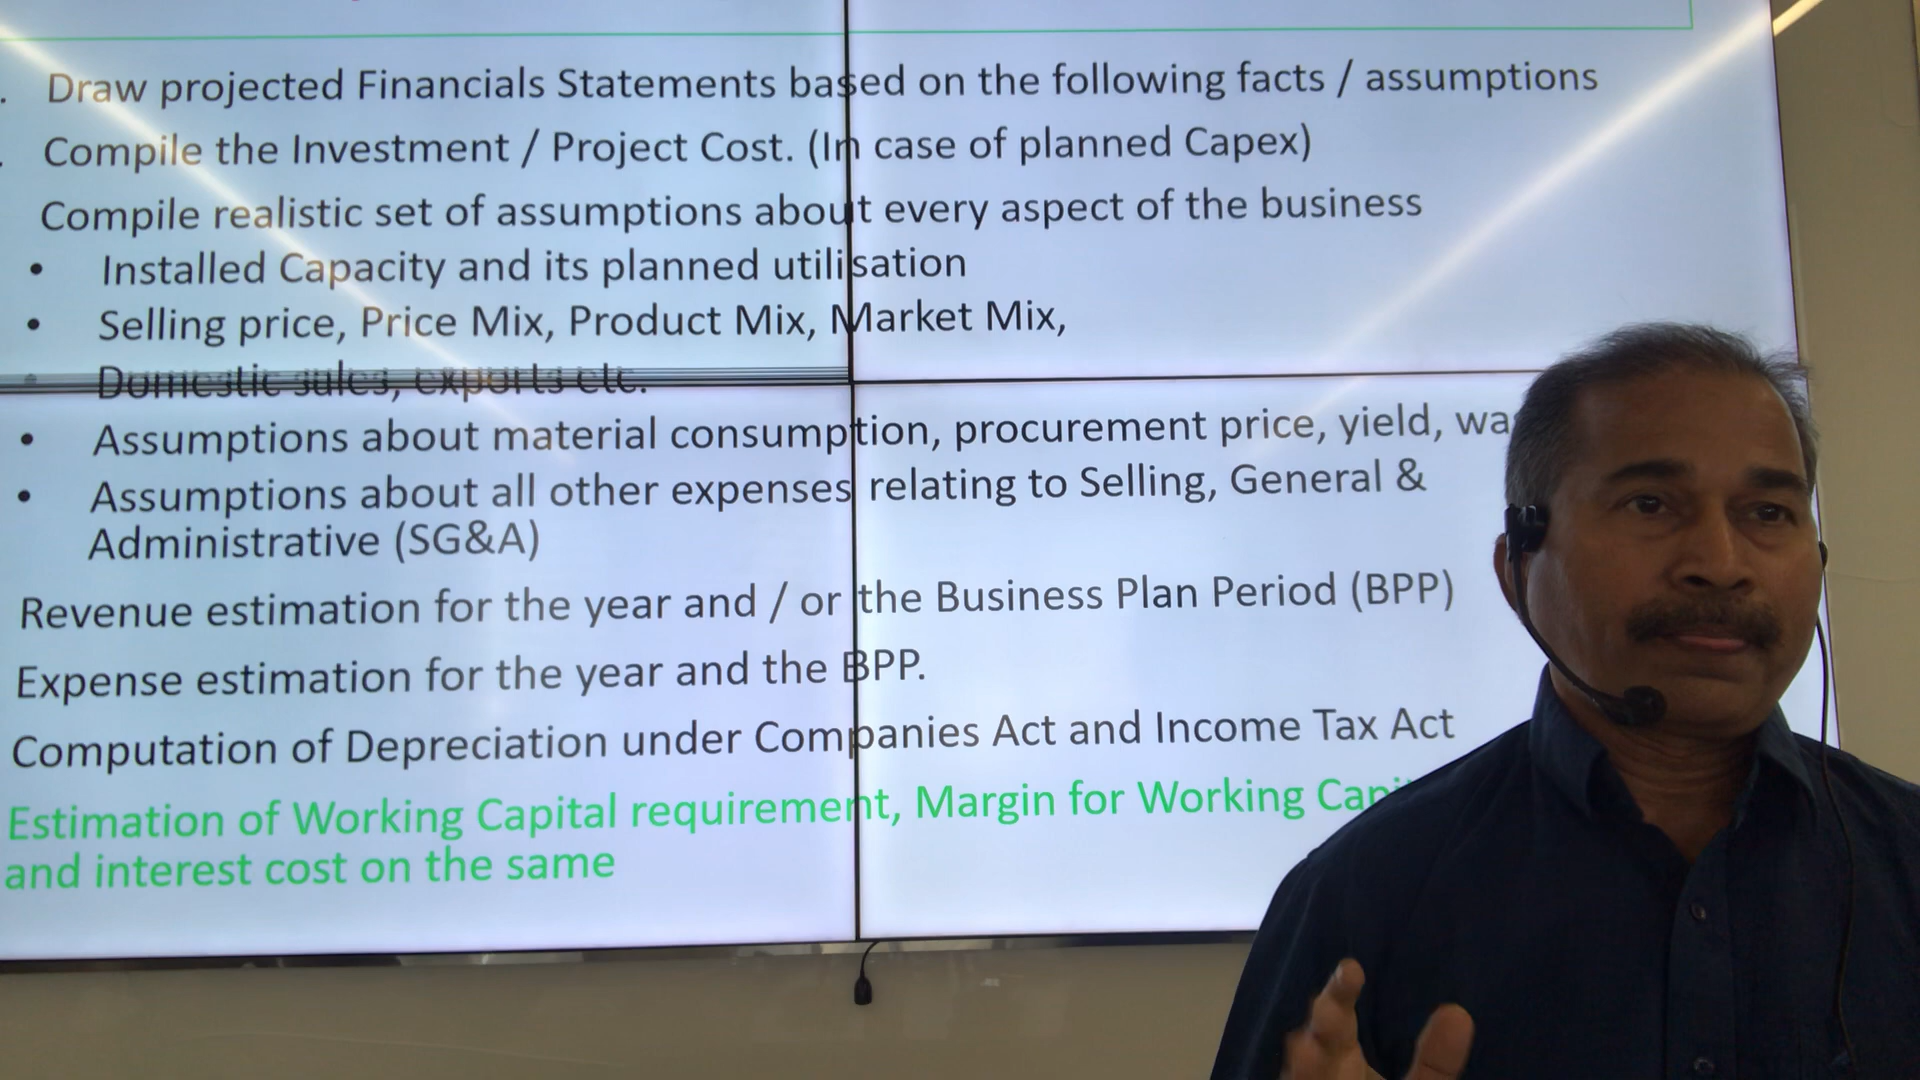 . Draw projected Financials Statements based on the following facts / assumptions
. Compile the Investment / Project Cost. (In case of planned Capex)
Compile realistic set of assumptions about every aspect of the business
• Installed Capacity and its planned utilisation
• Selling price, Price Mix, Product Mix, Market Mix,
Domestic sales, exports etc.
• Assumptions about material consumption, procurement price, yield,
• Assumptions about all other expenses relating to Selling, General &
Administrative (SG&A)
Revenue estimation for the year and / or the Business Plan Period (BPP)
Expense estimation for the year and the BPP.
Computation of Depreciation under Companies Act and Income Tax Act
Estimation of Working Capital requirement, Margin for Working
and interest cost on the same